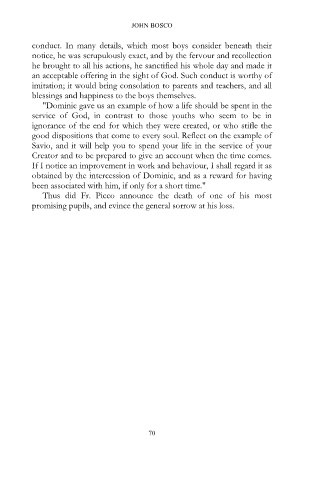 JOHN BOSCO
conduct. In many details, which most boys consider beneath their
notice, he was scrupulously exact, and by the fervour and recollection
he brought to all his actions, he sanctified his whole day and made it
an acceptable offering in the sight of God. Such conduct is worthy of
imitation; it would bring consolation to parents and teachers, and all
blessings and happiness to the boys themselves.
"Dominic gave us an example of how a life should be spent in the
service of God, in contrast to those youths who seem to be in
ignorance of the end for which they were created, or who stifle the
good dispositions that come to every soul. Reflect on the example of
Savio, and it will help you to spend your life in the service of your
Creator and to be prepared to give an account when the time comes.
If I notice an improvement in work and behaviour, I shall regard it as
obtained by the intercession of Dominic, and as a reward for having
been associated with him, if only for a short time."
Thus did Fr. Picco announce the death of one of his most
promising pupils, and evince the general sorrow at his loss.
70